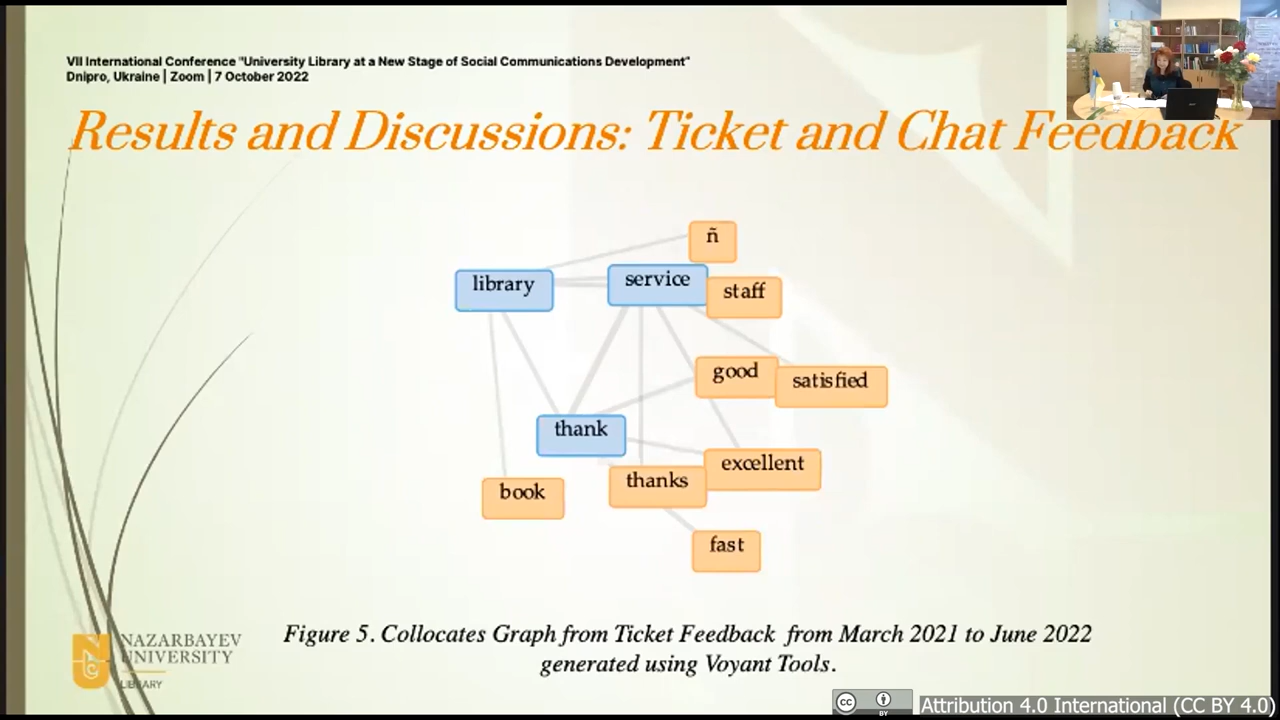 VII International Conference "University Library at a New Stage of Social Communications Development"
Dnipro, Ukraine | Zoom | 7 October 2022
Results and Discussions: Ticket and Chat Feedback
ñ
library
service
staff
good
satisfied
thank
excellent
thanks
book
fast
Figure 5. Collocates Graph from Ticket Feedback from March 2021 to June 2022
generated using Voyant Tools.
NAZARBAYEV
UNIVERSITY
LIBRARY
cc
BY
Attribution 4.0 International (CC BY 4.0)